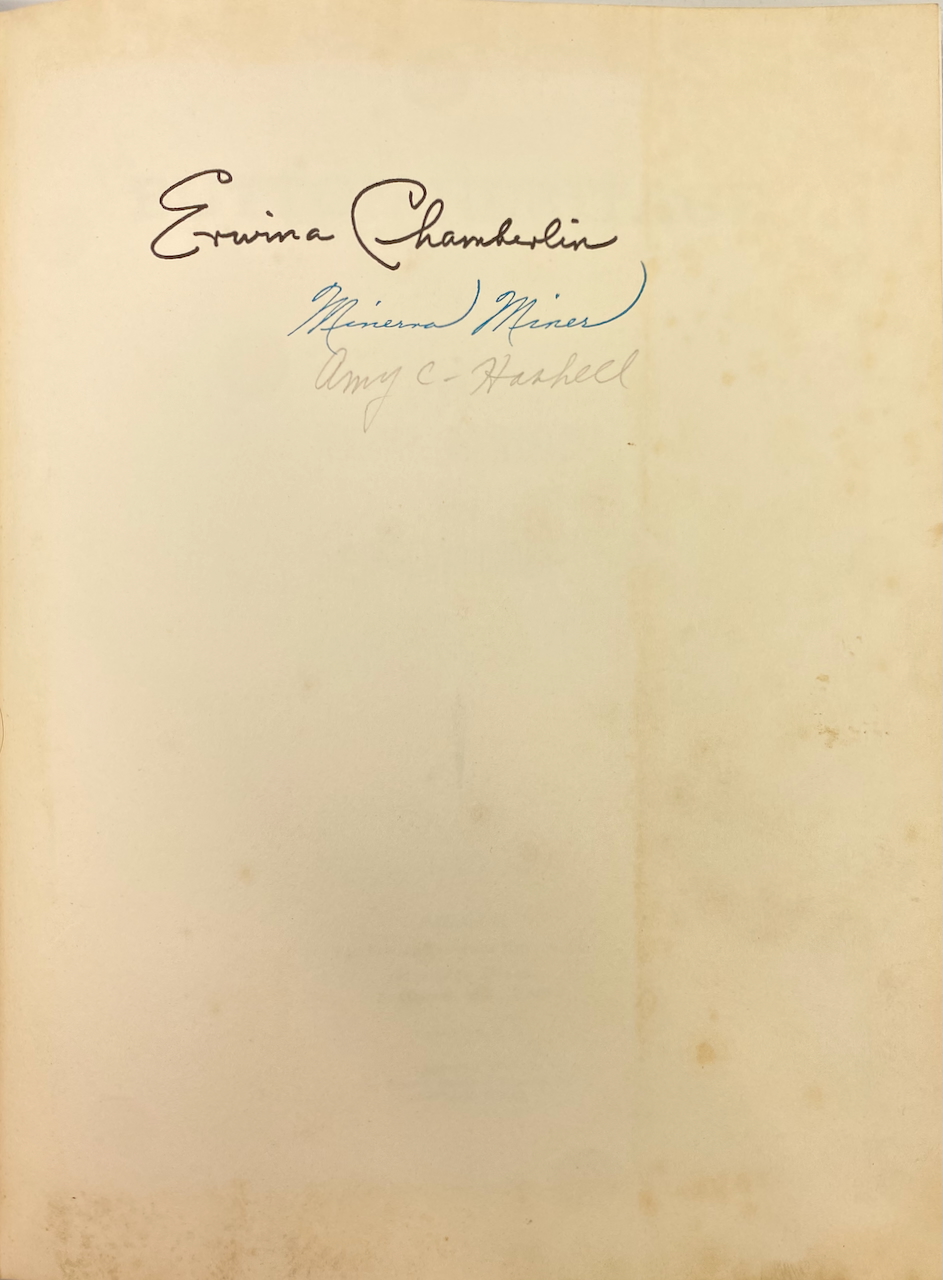 Erwina Chamberlin
Minerva Miner
Amy C - Haskell